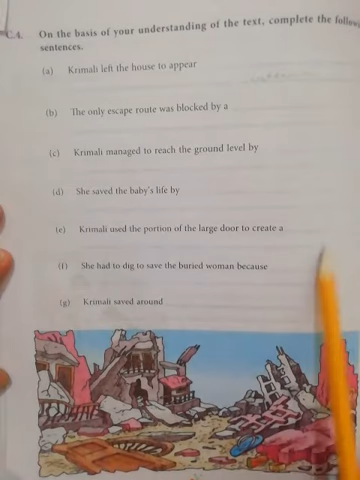 C.4. On the basis of your understanding of the text, complete the
sentences.
(a) Krimali left the house to appear
(b) The only escape route was blocked by a
(c) Krimali managed to reach the ground level by
(d) She saved the baby's life by
(e) Krimali used the portion of the large door to create a
(f) She had to dig to save the buried woman because
(g) Krimali saved around